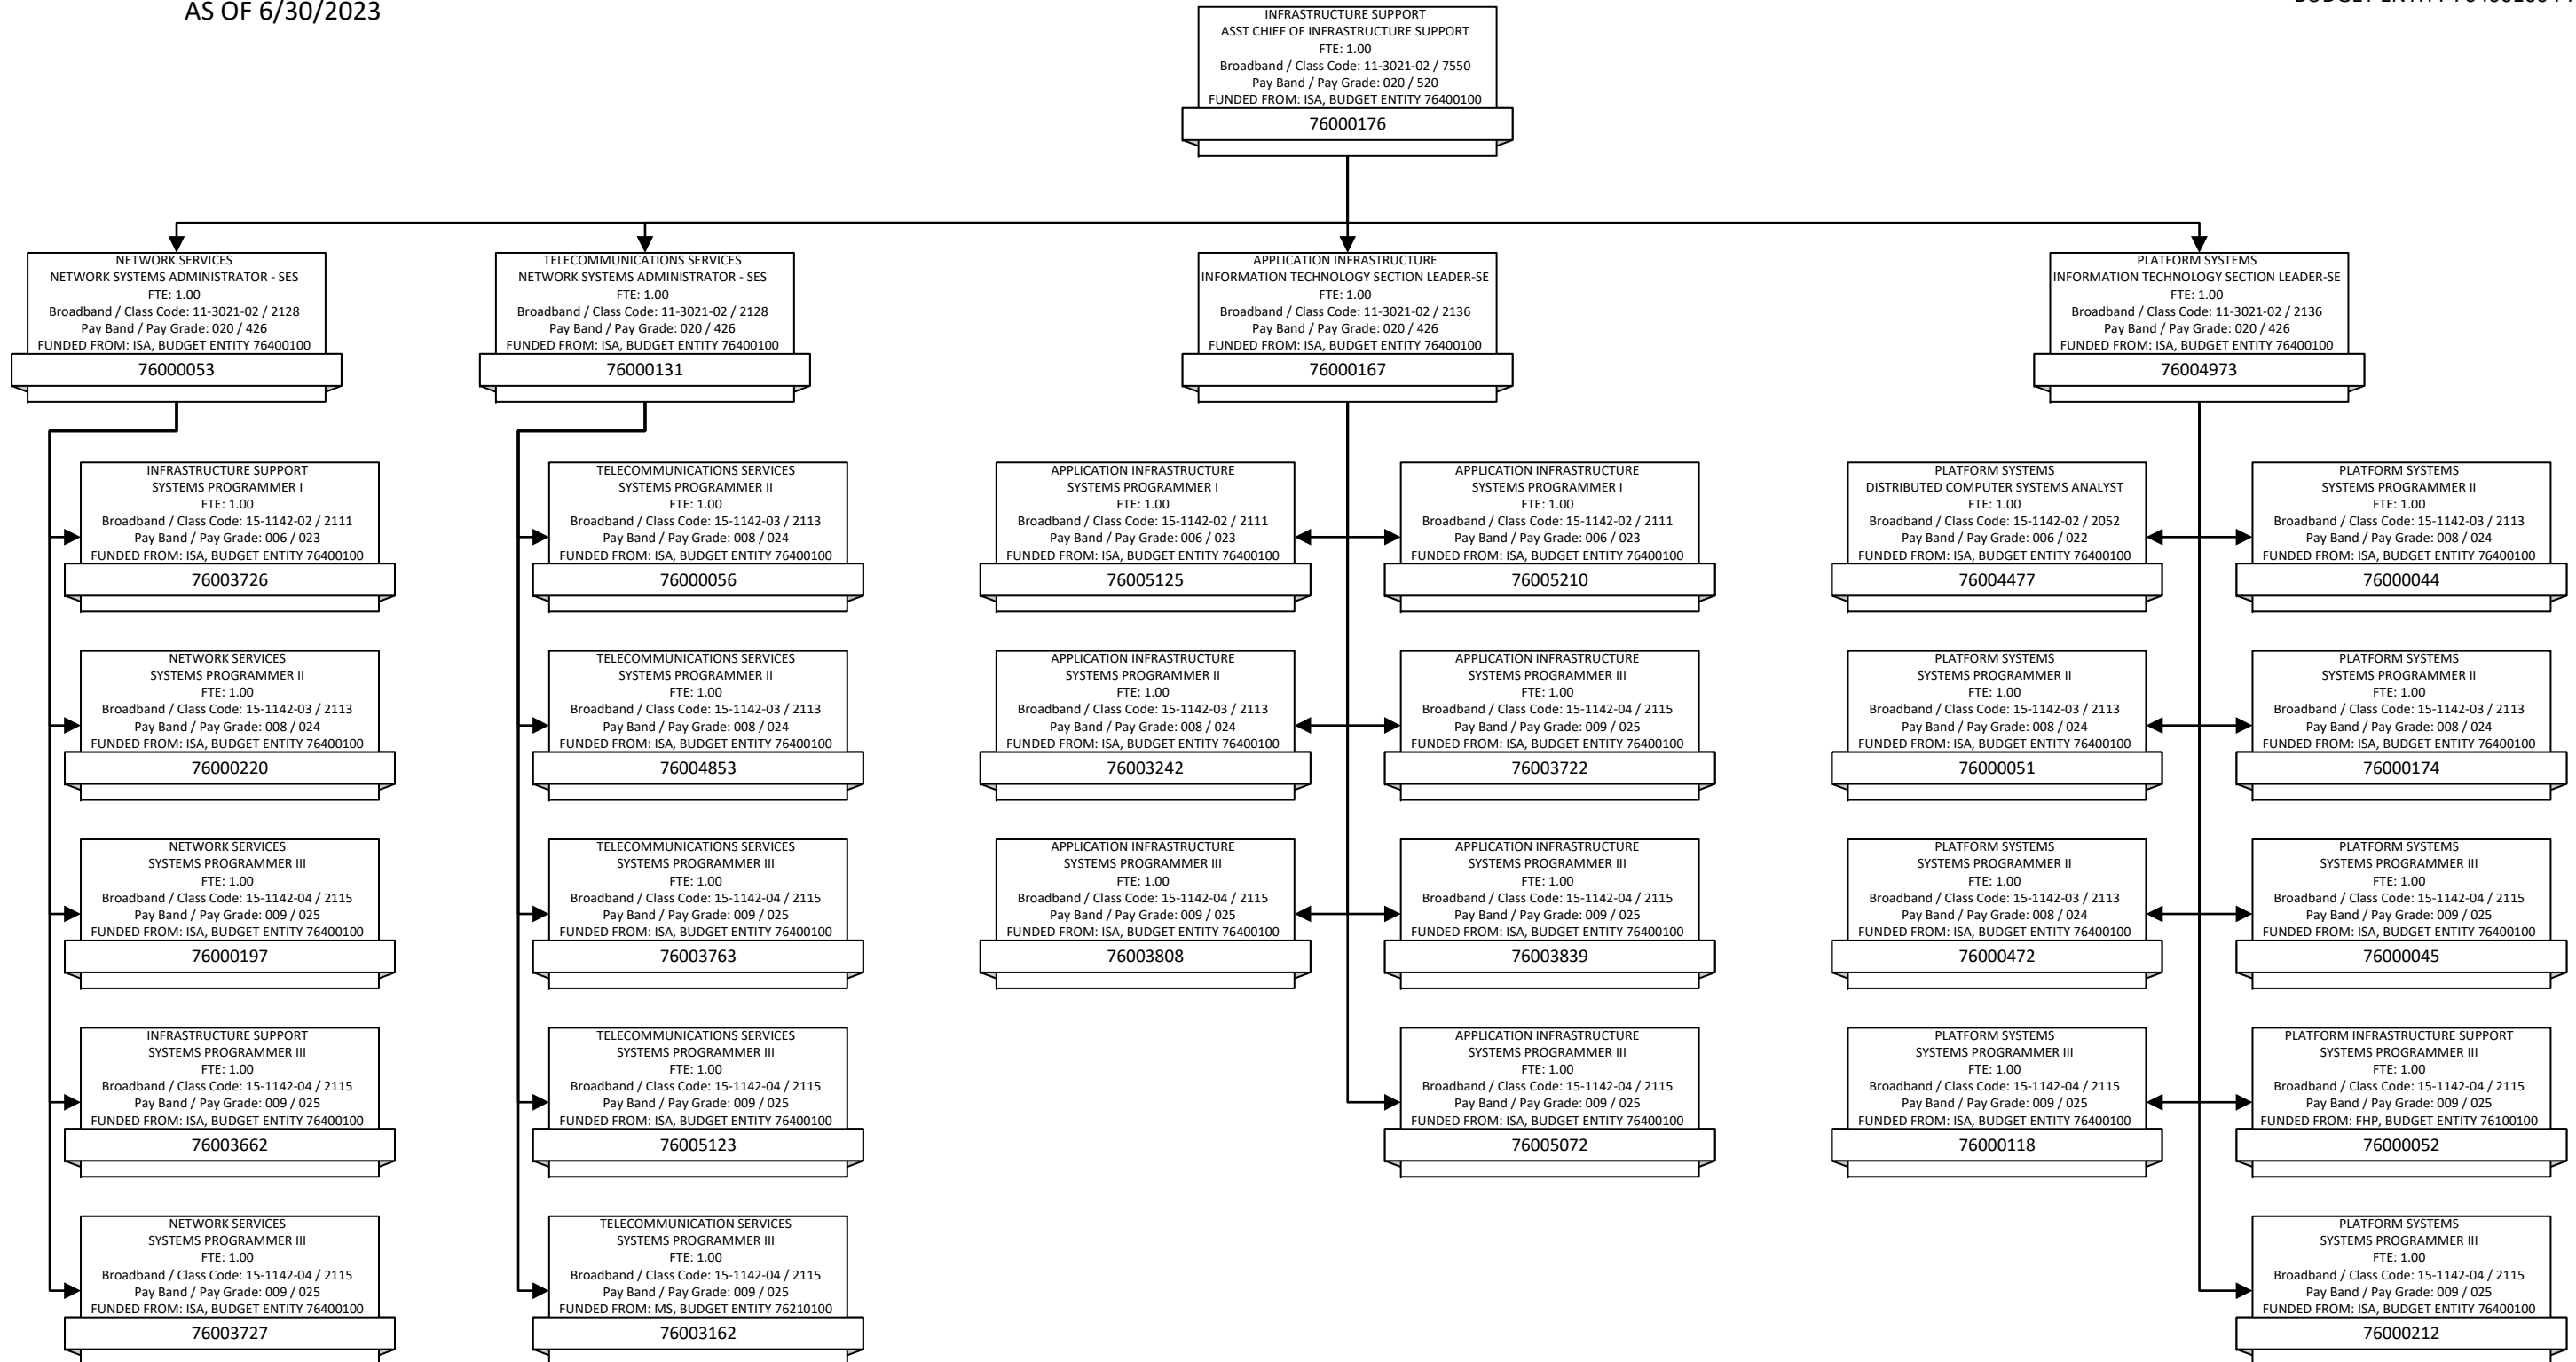 AS OF 6/30/2023
INFRASTRUCTURE SUPPORT
ASST CHIEF OF INFRASTRUCTURE SUPPORT
FTE: 1.00
Broadband / Class Code: 11-3021-02 / 7550
Pay Band / Pay Grade: 020 / 520
FUNDED FROM: ISA, BUDGET ENTITY 76400100
76000176
NETWORK SERVICES
NETWORK SYSTEMS ADMINISTRATOR - SES
FTE: 1.00
Broadband / Class Code: 11-3021-02 / 2128
Pay Band / Pay Grade: 020 / 426
FUNDED FROM: ISA, BUDGET ENTITY 76400100
76000053
TELECOMMUNICATIONS SERVICES
NETWORK SYSTEMS ADMINISTRATOR - SES
FTE: 1.00
Broadband / Class Code: 11-3021-02 / 2128
Pay Band / Pay Grade: 020 / 426
FUNDED FROM: ISA, BUDGET ENTITY 76400100
76000131
APPLICATION INFRASTRUCTURE
INFORMATION TECHNOLOGY SECTION LEADER-SE
FTE: 1.00
Broadband / Class Code: 11-3021-02 / 2136
Pay Band / Pay Grade: 020 / 426
FUNDED FROM: ISA, BUDGET ENTITY 76400100
76000167
PLATFORM SYSTEMS
INFORMATION TECHNOLOGY SECTION LEADER-SE
FTE: 1.00
Broadband / Class Code: 11-3021-02 / 2136
Pay Band / Pay Grade: 020 / 426
FUNDED FROM: ISA, BUDGET ENTITY 76400100
76004973
INFRASTRUCTURE SUPPORT
SYSTEMS PROGRAMMER I
FTE: 1.00
Broadband / Class Code: 15-1142-02 / 2111
Pay Band / Pay Grade: 006 / 023
FUNDED FROM: ISA, BUDGET ENTITY 76400100
76003726
TELECOMMUNICATIONS SERVICES
SYSTEMS PROGRAMMER II
FTE: 1.00
Broadband / Class Code: 15-1142-03 / 2113
Pay Band / Pay Grade: 008 / 024
FUNDED FROM: ISA, BUDGET ENTITY 76400100
76000056
APPLICATION INFRASTRUCTURE
SYSTEMS PROGRAMMER I
FTE: 1.00
Broadband / Class Code: 15-1142-02 / 2111
Pay Band / Pay Grade: 006 / 023
FUNDED FROM: ISA, BUDGET ENTITY 76400100
76005125
APPLICATION INFRASTRUCTURE
SYSTEMS PROGRAMMER I
FTE: 1.00
Broadband / Class Code: 15-1142-02 / 2111
Pay Band / Pay Grade: 006 / 023
FUNDED FROM: ISA, BUDGET ENTITY 76400100
76005210
PLATFORM SYSTEMS
DISTRIBUTED COMPUTER SYSTEMS ANALYST
FTE: 1.00
Broadband / Class Code: 15-1142-02 / 2052
Pay Band / Pay Grade: 006 / 022
FUNDED FROM: ISA, BUDGET ENTITY 76400100
76004477
PLATFORM SYSTEMS
SYSTEMS PROGRAMMER II
FTE: 1.00
Broadband / Class Code: 15-1142-03 / 2113
Pay Band / Pay Grade: 008 / 024
FUNDED FROM: ISA, BUDGET ENTITY 76400100
76000044
NETWORK SERVICES
SYSTEMS PROGRAMMER II
FTE: 1.00
Broadband / Class Code: 15-1142-03 / 2113
Pay Band / Pay Grade: 008 / 024
FUNDED FROM: ISA, BUDGET ENTITY 76400100
76000220
TELECOMMUNICATIONS SERVICES
SYSTEMS PROGRAMMER II
FTE: 1.00
Broadband / Class Code: 15-1142-03 / 2113
Pay Band / Pay Grade: 008 / 024
FUNDED FROM: ISA, BUDGET ENTITY 76400100
76004853
APPLICATION INFRASTRUCTURE
SYSTEMS PROGRAMMER II
FTE: 1.00
Broadband / Class Code: 15-1142-03 / 2113
Pay Band / Pay Grade: 008 / 024
FUNDED FROM: ISA, BUDGET ENTITY 76400100
76003242
APPLICATION INFRASTRUCTURE
SYSTEMS PROGRAMMER III
FTE: 1.00
Broadband / Class Code: 15-1142-04 / 2115
Pay Band / Pay Grade: 009 / 025
FUNDED FROM: ISA, BUDGET ENTITY 76400100
76003722
PLATFORM SYSTEMS
SYSTEMS PROGRAMMER II
FTE: 1.00
Broadband / Class Code: 15-1142-03 / 2113
Pay Band / Pay Grade: 008 / 024
FUNDED FROM: ISA, BUDGET ENTITY 76400100
76000051
PLATFORM SYSTEMS
SYSTEMS PROGRAMMER II
FTE: 1.00
Broadband / Class Code: 15-1142-03 / 2113
Pay Band / Pay Grade: 008 / 024
FUNDED FROM: ISA, BUDGET ENTITY 76400100
76000174
NETWORK SERVICES
SYSTEMS PROGRAMMER III
FTE: 1.00
Broadband / Class Code: 15-1142-04 / 2115
Pay Band / Pay Grade: 009 / 025
FUNDED FROM: ISA, BUDGET ENTITY 76400100
76000197
TELECOMMUNICATIONS SERVICES
SYSTEMS PROGRAMMER III
FTE: 1.00
Broadband / Class Code: 15-1142-04 / 2115
Pay Band / Pay Grade: 009 / 025
FUNDED FROM: ISA, BUDGET ENTITY 76400100
76003763
APPLICATION INFRASTRUCTURE
SYSTEMS PROGRAMMER III
FTE: 1.00
Broadband / Class Code: 15-1142-04 / 2115
Pay Band / Pay Grade: 009 / 025
FUNDED FROM: ISA, BUDGET ENTITY 76400100
76003808
APPLICATION INFRASTRUCTURE
SYSTEMS PROGRAMMER III
FTE: 1.00
Broadband / Class Code: 15-1142-04 / 2115
Pay Band / Pay Grade: 009 / 025
FUNDED FROM: ISA, BUDGET ENTITY 76400100
76003839
PLATFORM SYSTEMS
SYSTEMS PROGRAMMER II
FTE: 1.00
Broadband / Class Code: 15-1142-03 / 2113
Pay Band / Pay Grade: 008 / 024
FUNDED FROM: ISA, BUDGET ENTITY 76400100
76000472
PLATFORM SYSTEMS
SYSTEMS PROGRAMMER III
FTE: 1.00
Broadband / Class Code: 15-1142-04 / 2115
Pay Band / Pay Grade: 009 / 025
FUNDED FROM: ISA, BUDGET ENTITY 76400100
76000045
INFRASTRUCTURE SUPPORT
SYSTEMS PROGRAMMER III
FTE: 1.00
Broadband / Class Code: 15-1142-04 / 2115
Pay Band / Pay Grade: 009 / 025
FUNDED FROM: ISA, BUDGET ENTITY 76400100
76003662
TELECOMMUNICATIONS SERVICES
SYSTEMS PROGRAMMER III
FTE: 1.00
Broadband / Class Code: 15-1142-04 / 2115
Pay Band / Pay Grade: 009 / 025
FUNDED FROM: ISA, BUDGET ENTITY 76400100
76005123
APPLICATION INFRASTRUCTURE
SYSTEMS PROGRAMMER III
FTE: 1.00
Broadband / Class Code: 15-1142-04 / 2115
Pay Band / Pay Grade: 009 / 025
FUNDED FROM: ISA, BUDGET ENTITY 76400100
76005072
PLATFORM SYSTEMS
SYSTEMS PROGRAMMER III
FTE: 1.00
Broadband / Class Code: 15-1142-04 / 2115
Pay Band / Pay Grade: 009 / 025
FUNDED FROM: ISA, BUDGET ENTITY 76400100
76000118
PLATFORM INFRASTRUCTURE SUPPORT
SYSTEMS PROGRAMMER III
FTE: 1.00
Broadband / Class Code: 15-1142-04 / 2115
Pay Band / Pay Grade: 009 / 025
FUNDED FROM: FHP, BUDGET ENTITY 76100100
76000052
NETWORK SERVICES
SYSTEMS PROGRAMMER III
FTE: 1.00
Broadband / Class Code: 15-1142-04 / 2115
Pay Band / Pay Grade: 009 / 025
FUNDED FROM: ISA, BUDGET ENTITY 76400100
76003727
TELECOMMUNICATION SERVICES
SYSTEMS PROGRAMMER III
FTE: 1.00
Broadband / Class Code: 15-1142-04 / 2115
Pay Band / Pay Grade: 009 / 025
FUNDED FROM: MS, BUDGET ENTITY 76210100
76003162
PLATFORM SYSTEMS
SYSTEMS PROGRAMMER III
FTE: 1.00
Broadband / Class Code: 15-1142-04 / 2115
Pay Band / Pay Grade: 009 / 025
FUNDED FROM: ISA, BUDGET ENTITY 76400100
76000212